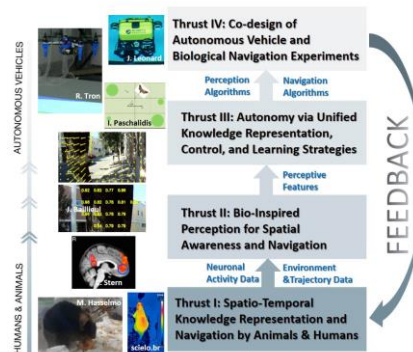 Thrust IV: Co-design of
Autonomous Vehicle and
Biological Navigation Experiments
Perception
Algorithms
Navigation
Algorithms
Thrust III: Autonomy via Unified
Knowledge Representation,
Control, and Learning Strategies
Perceptive
Features
Thrust II: Bio-Inspired
Perception for Spatial
Awareness and Navigation
Neuronal
Activity Data
Environment
&Trajectory Data
Thrust I: Spatio-Temporal
Knowledge Representation and
Navigation by Animals & Humans
FEEDBACK
AUTONOMOUS VEHICLES
HUMANS & ANIMALS
J. Leonard
R. Tron
I. Paschalidis
J. Baillieul
Stern
M. Hasselmo
scielo.br